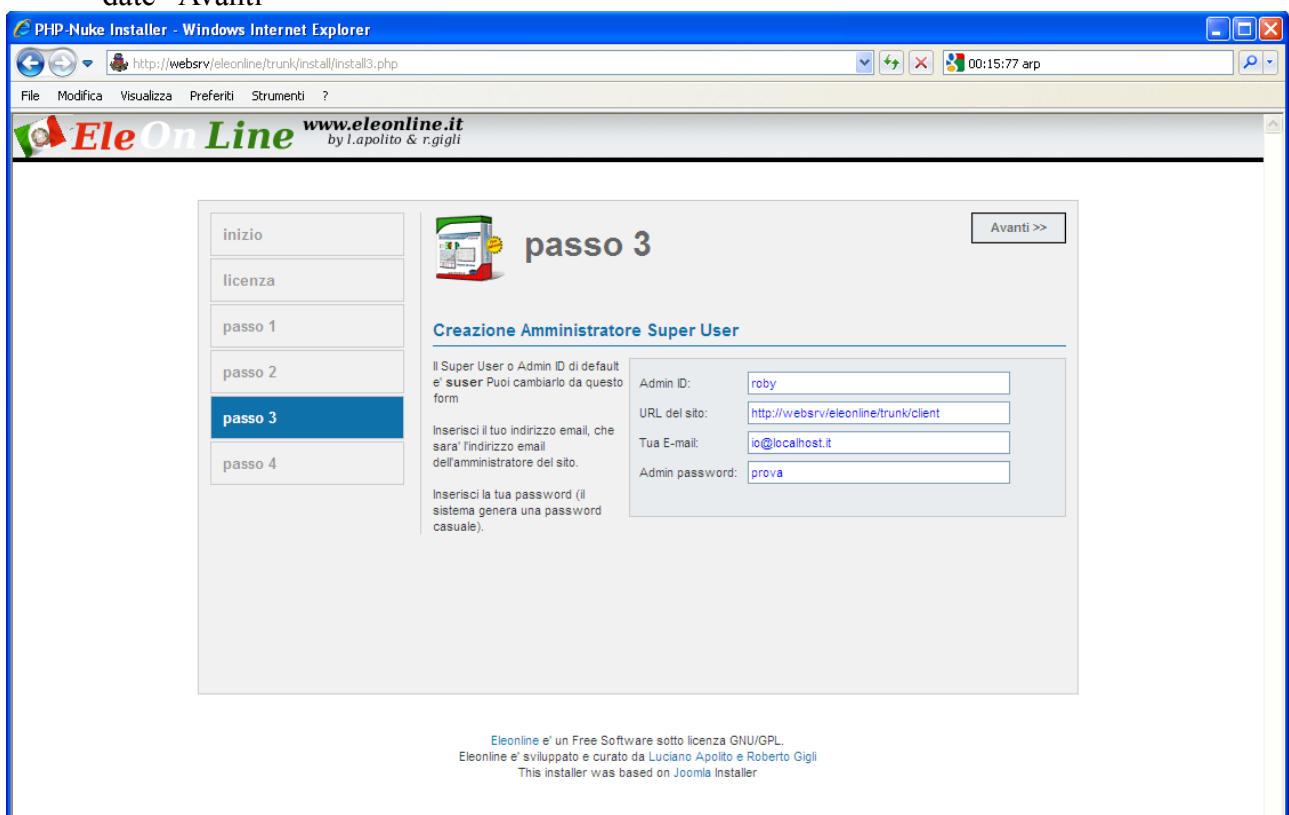 date "Avanti"
PHP-Nuke Installer - Windows Internet Explorer
http://websrv/eleonline/trunk/install/install3.php
00:15:77 arp
File Modifica Visualizza Preferiti Strumenti ?
EleOnLine www.eleonline.it
by l.apolito & r.gigli
inizio
licenza
passo 1
passo 2
passo 3
passo 4
passo 3
Avanti >>
Creazione Amministratore Super User
Il Super User o Admin ID di default
e' suser Puoi cambiarlo da questo
form
Inserisci il tuo indirizzo email, che
sara' l'indirizzo email
dell'amministratore del sito.
Inserisci la tua password (il
sistema genera una password
casuale).
Admin ID: roby
URL del sito: http://websrv/eleonline/trunk/client
Tua E-mail: io@localhost.it
Admin password: prova
Eleonline e' un Free Software sotto licenza GNU/GPL.
Eleonline e' sviluppato e curato da Luciano Apolito e Roberto Gigli
This installer was based on Joomla Installer